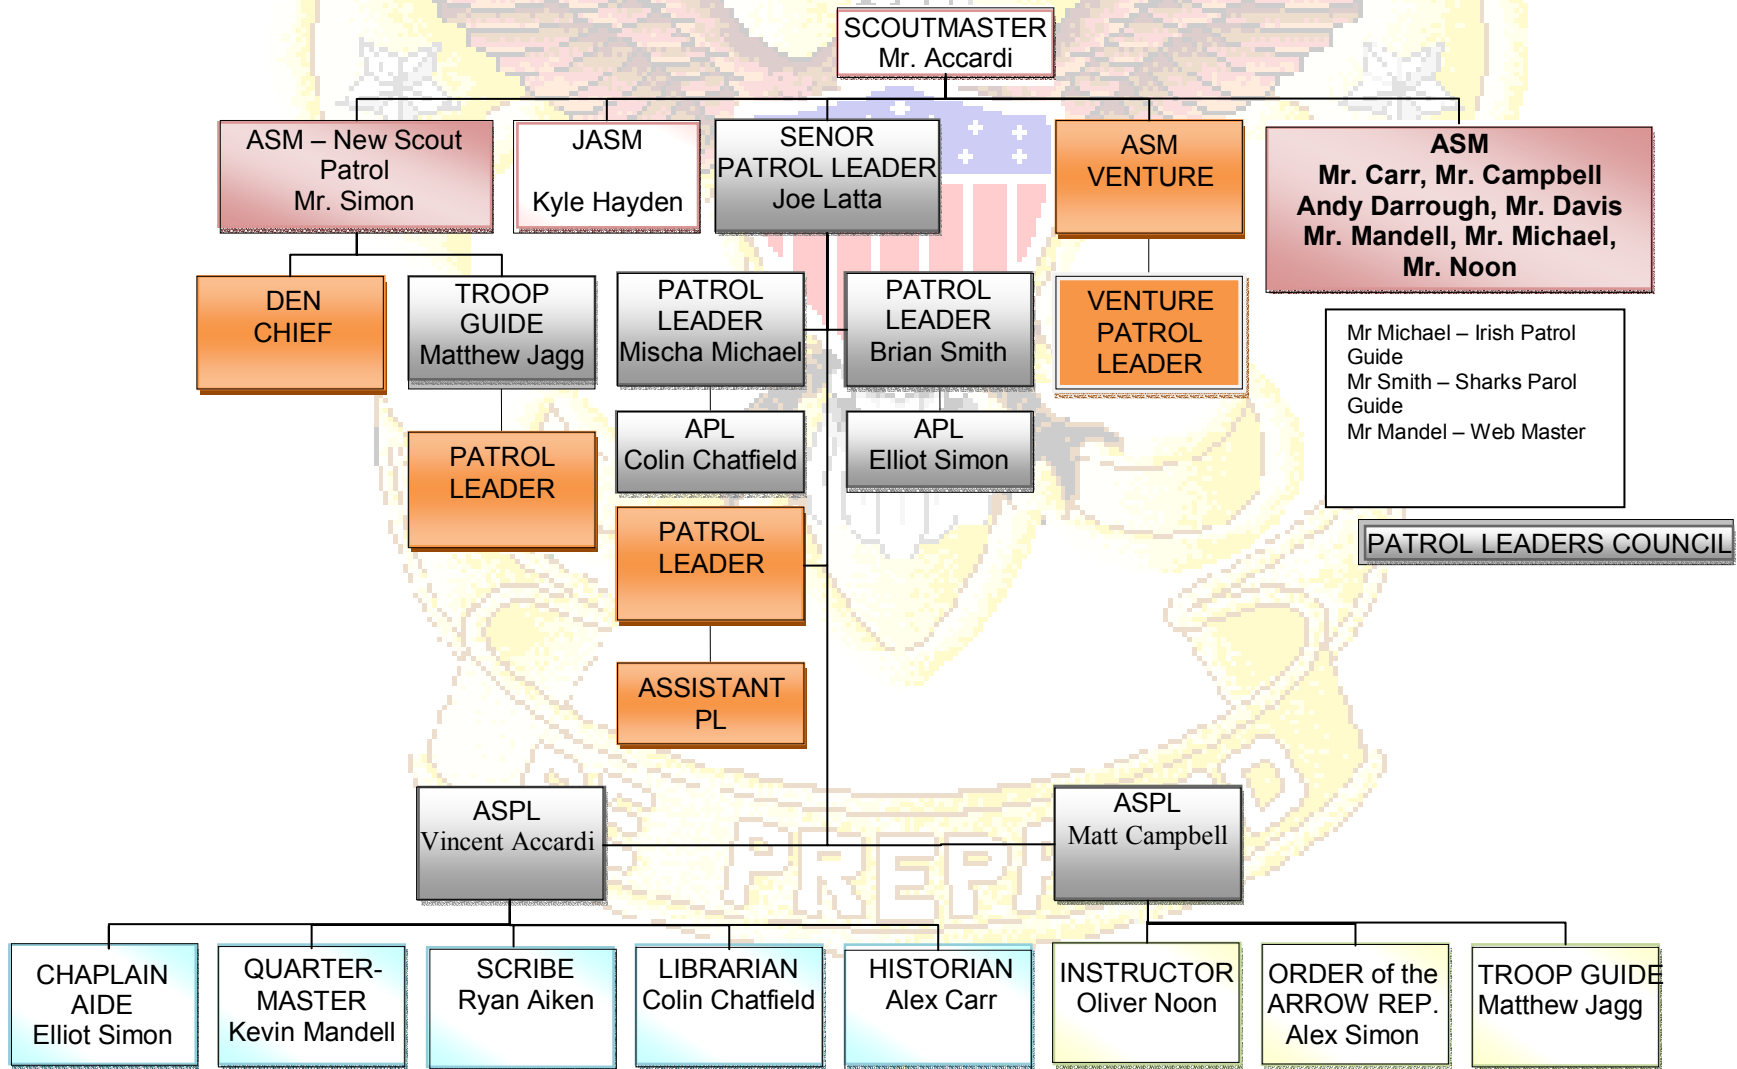 SCOUTMASTER
Mr. Accardi
ASM – New Scout
Patrol
Mr. Simon
JASM
Kyle Hayden
SENOR
PATROL LEADER
Joe Latta
ASM
VENTURE
ASM
Mr. Carr, Mr. Campbell
Andy Darrough, Mr. Davis
Mr. Mandell, Mr. Michael,
Mr. Noon
DEN
CHIEF
TROOP
GUIDE
Matthew Jagg
PATROL
LEADER
Mischa Michael
PATROL
LEADER
Brian Smith
VENTURE
PATROL
LEADER
Mr Michael – Irish Patrol
Guide
Mr Smith – Sharks Parol
Guide
Mr Mandel – Web Master
PATROL
LEADER
APL
Colin Chatfield
APL
Elliot Simon
PATROL LEADERS COUNCIL
PATROL
LEADER
ASSISTANT
PL
ASPL
Vincent Accardi
ASPL
Matt Campbell
BE PREPARED
CHAPLAIN
AIDE
Elliot Simon
QUARTER-
MASTER
Kevin Mandell
SCRIBE
Ryan Aiken
LIBRARIAN
Colin Chatfield
HISTORIAN
Alex Carr
INSTRUCTOR
Oliver Noon
ORDER of the
ARROW REP.
Alex Simon
TROOP GUIDE
Matthew Jagg